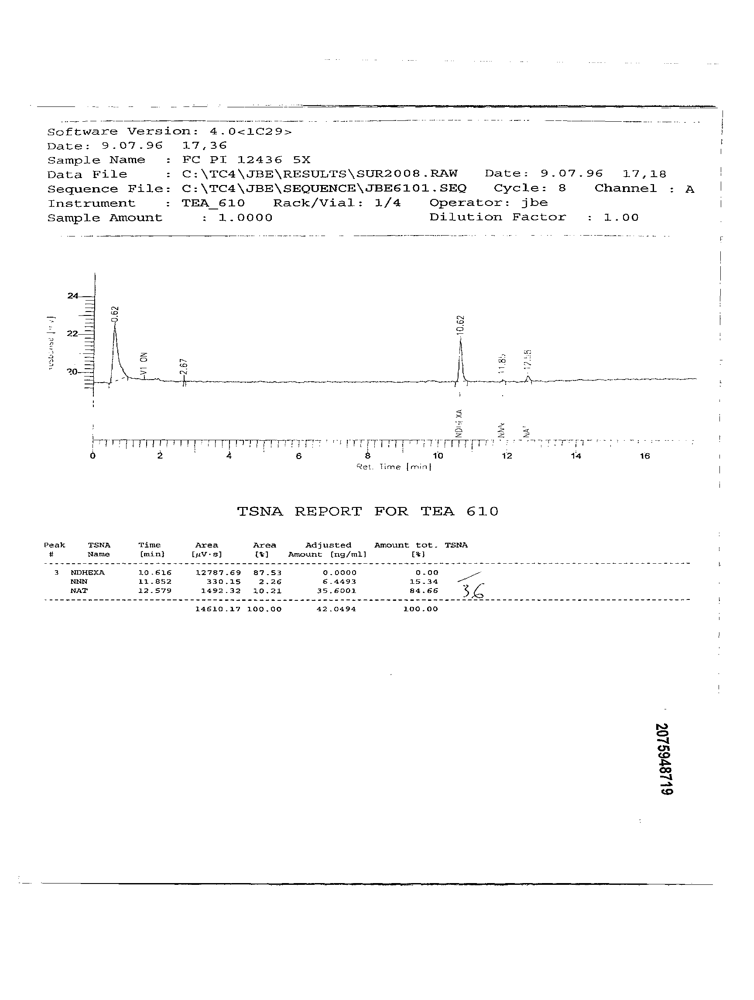 Software Version: 4.0<1C29>
Date: 9.07.96 17,36
Sample Name : FC PI 12436 5X
Data File : C:\TC4\JBE\RESULTS\SUR2008.RAW Date: 9.07.96 17,18
Sequence File: C:\TC4\JBE\SEQUENCE\JBE6101.SEQ Cycle: 8 Channel : A
Instrument : TEA_610 Rack/Vial: 1/4 Operator: jbe
Sample Amount : 1.0000 Dilution Factor : 1.00
24
22
20
0.62
V1 ON
2.67
10.62
11.85
12.58
NAT
0 2 4 6 8 10 12 14 16
Ret. Time [min]
TSNA REPORT FOR TEA 610
Peak TSNA Time Area Area Adjusted Amount tot. TSNA
# Name [min] [µV·s] [%] Amount [ng/ml] [%]
3 NDHEXA 10.616 12787.69 87.53 0.0000 0.00
NNN 11.852 330.15 2.26 6.4493 15.34
NAT 12.579 1492.32 10.21 35.6001 84.66 36
14610.17 100.00 42.0494 100.00
2075948719